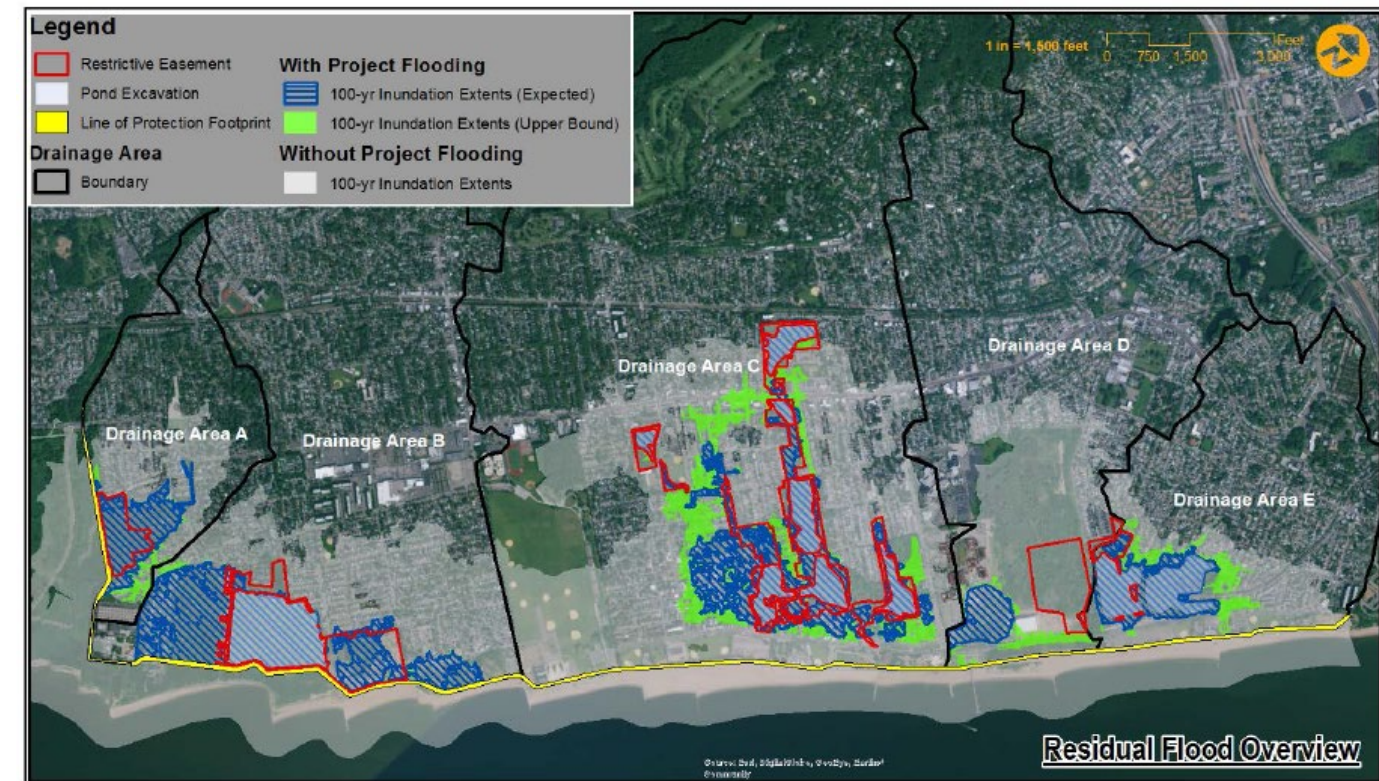 Legend
Restrictive Easement
Pond Excavation
Line of Protection Footprint
Drainage Area
Boundary
With Project Flooding
100-yr Inundation Extents (Expected)
100-yr Inundation Extents (Upper Bound)
Without Project Flooding
100-yr Inundation Extents
1 in = 1,500 feet
Feet
0 750 1,500 3,000
Drainage Area A
Drainage Area B
Drainage Area C
Drainage Area D
Drainage Area E
Residual Flood Overview
Community